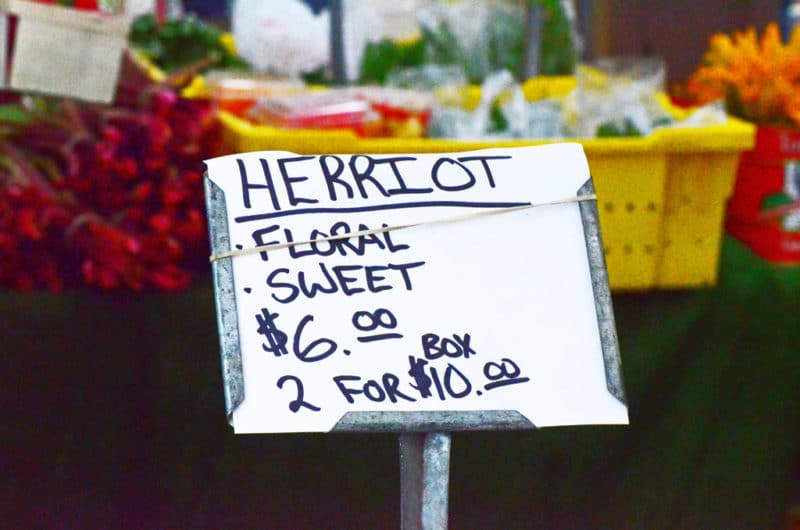 HERRIOT
· FLORAL
· SWEET
$6.00
BOX
2 FOR $10.00